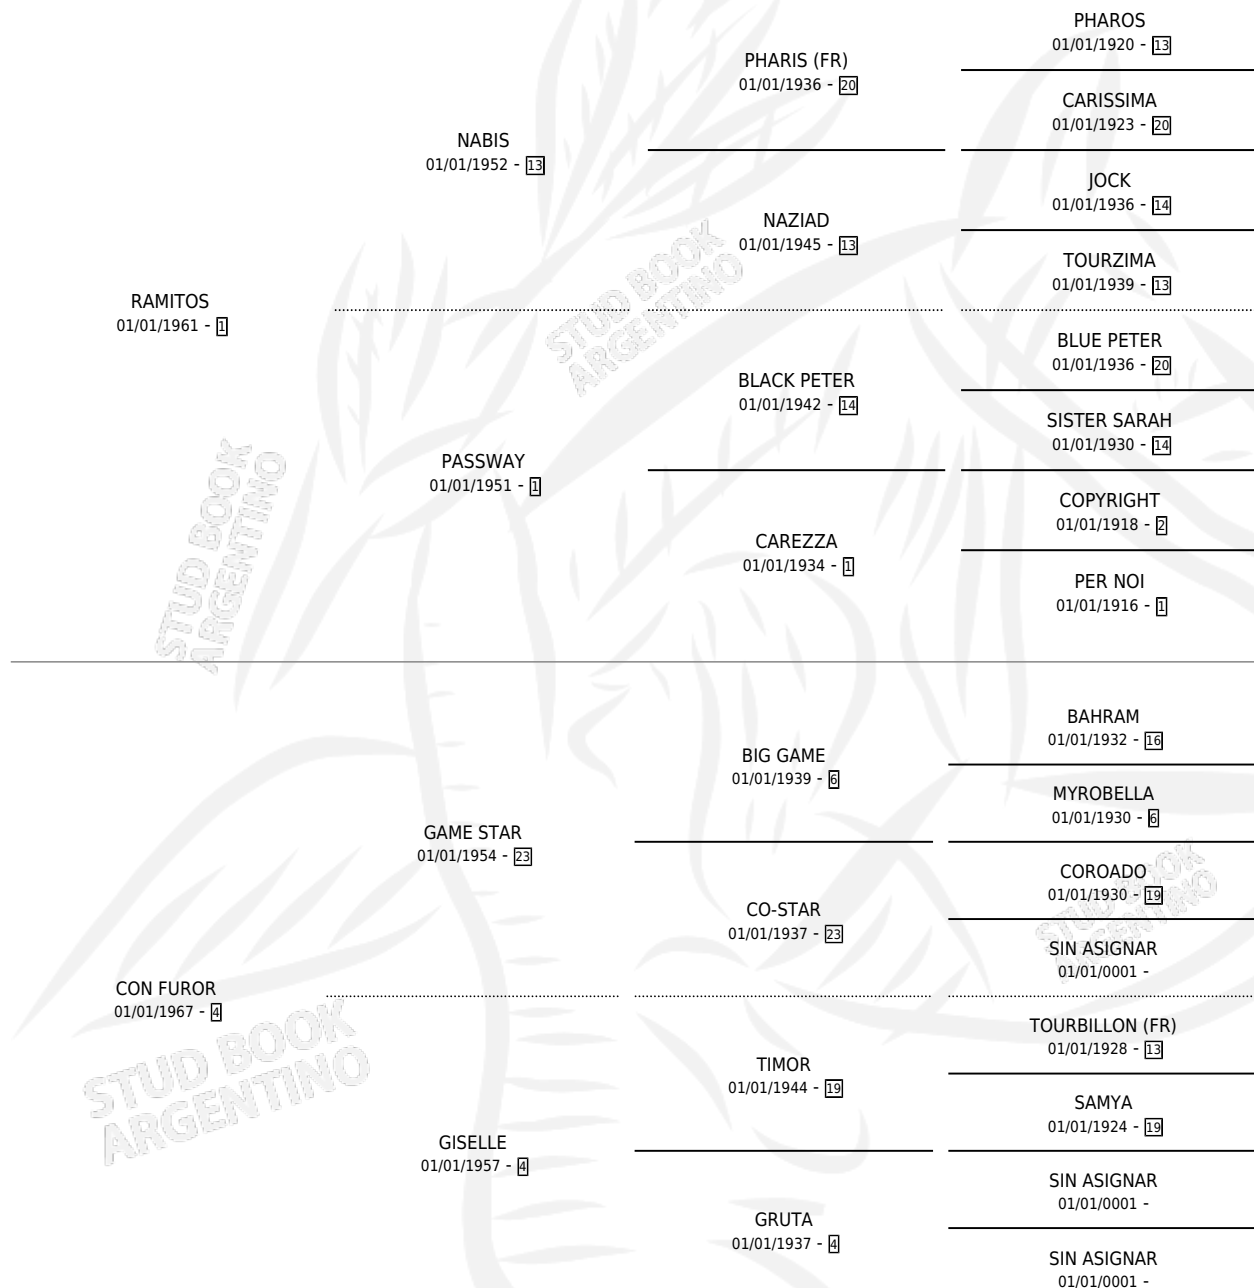 PHAROS
01/01/1920 - 13
PHARIS (FR)
01/01/1936 - 20
CARISSIMA
01/01/1923 - 20
NABIS
01/01/1952 - 13
JOCK
01/01/1936 - 14
NAZIAD
01/01/1945 - 13
TOURZIMA
01/01/1939 - 13
STUD BOOK
ARGENTINO
RAMITOS
01/01/1961 - 1
BLUE PETER
01/01/1936 - 20
BLACK PETER
01/01/1942 - 14
SISTER SARAH
01/01/1930 - 14
PASSWAY
01/01/1951 - 1
COPYRIGHT
01/01/1918 - 2
CAREZZA
01/01/1934 - 1
PER NOI
01/01/1916 - 1
STUD BOOK
ARGENTINO
BAHRAM
01/01/1932 - 16
BIG GAME
01/01/1939 - 6
MYROBELLA
01/01/1930 - 6
GAME STAR
01/01/1954 - 23
COROADO
01/01/1930 - 19
CO-STAR
01/01/1937 - 23
STUD BOOK
ARGENTINO
SIN ASIGNAR
01/01/0001 -
CON FUROR
01/01/1967 - 4
TOURBILLON (FR)
01/01/1928 - 13
TIMOR
01/01/1944 - 19
SAMYA
01/01/1924 - 19
STUD BOOK
ARGENTINO
GISELLE
01/01/1957 - 4
SIN ASIGNAR
01/01/0001 -
GRUTA
01/01/1937 - 4
SIN ASIGNAR
01/01/0001 -